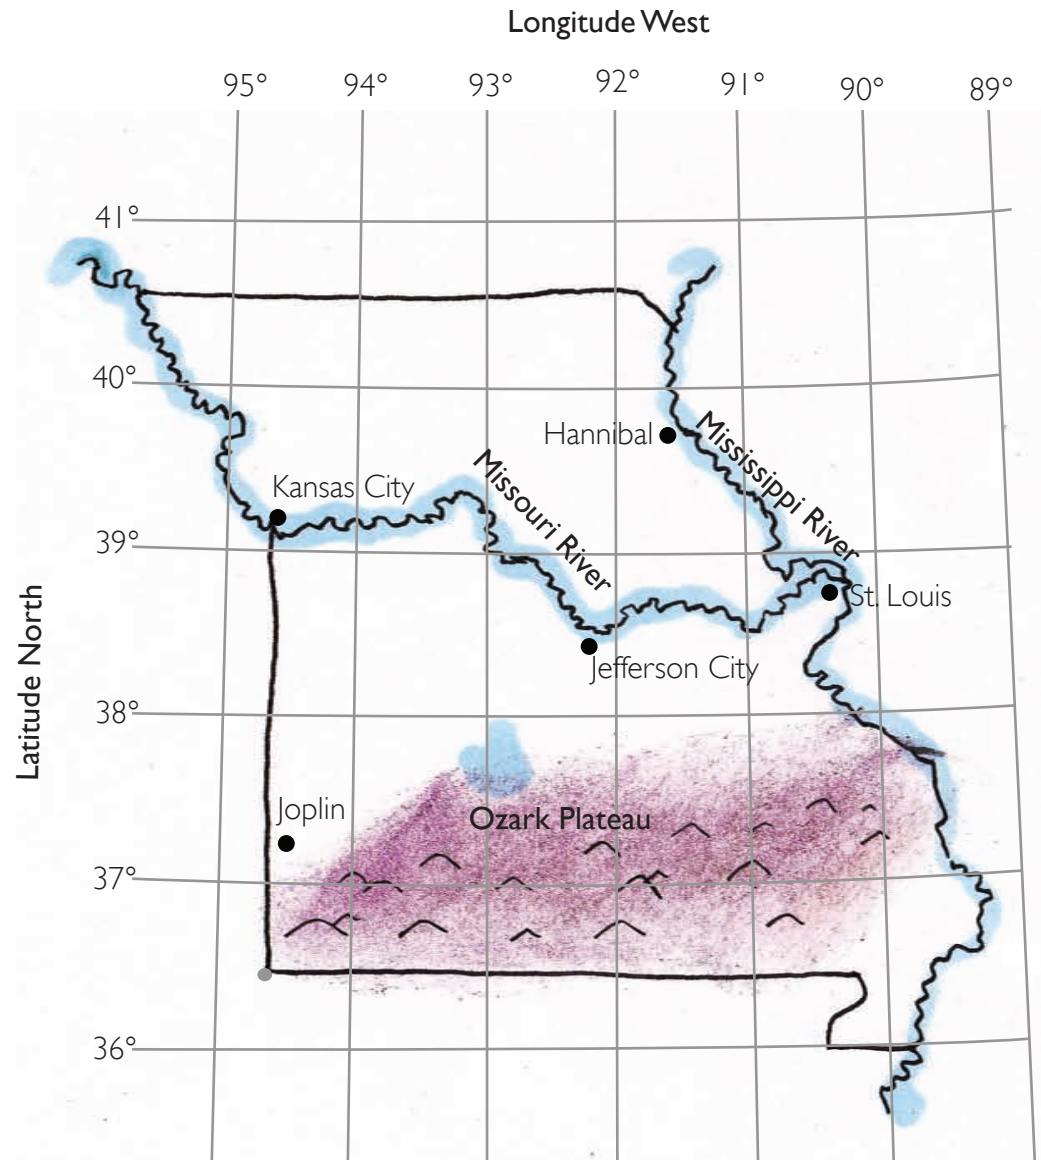 Longitude West
95° 94° 93° 92° 91° 90° 89°
41°
40°
Hannibal
Mississippi River
Kansas City
Missouri River
39°
St. Louis
Latitude North
Jefferson City
38°
Joplin
Ozark Plateau
37°
36°